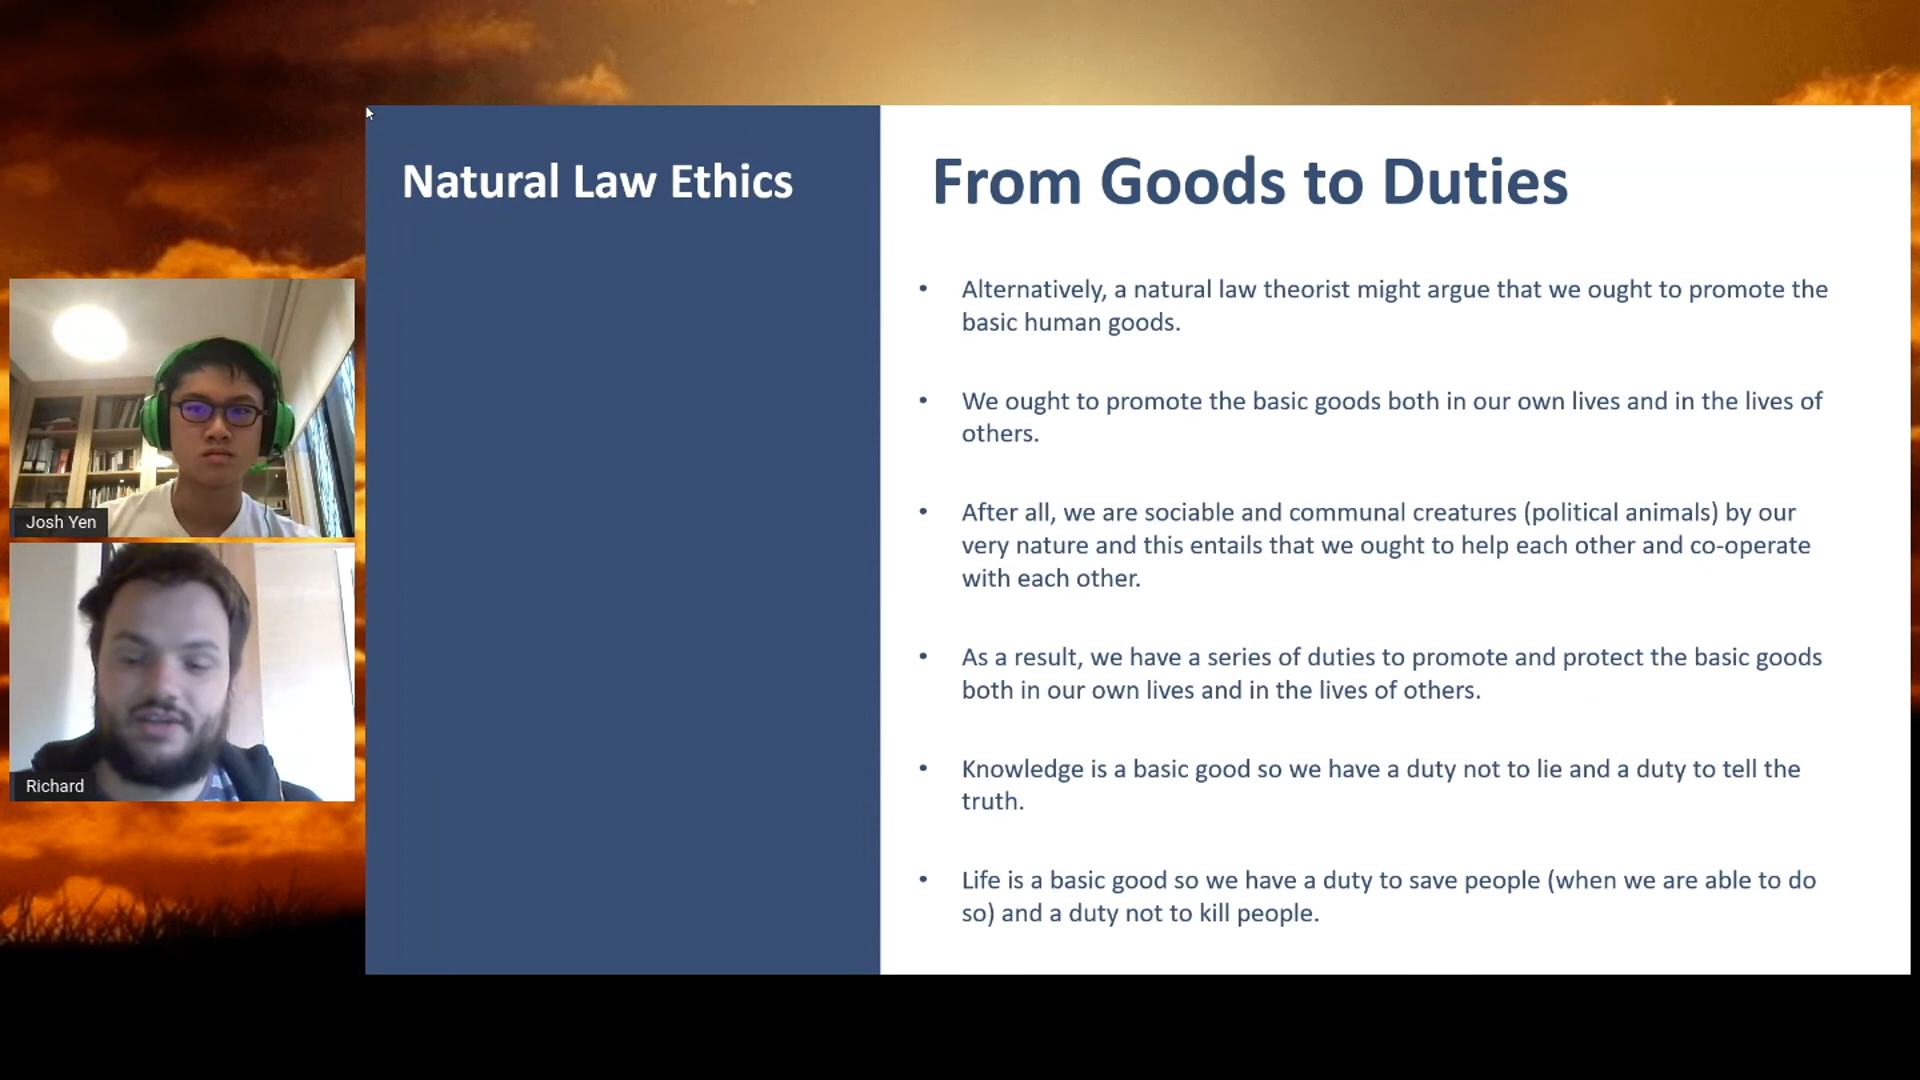 Natural Law Ethics
From Goods to Duties
• Alternatively, a natural law theorist might argue that we ought to promote the
basic human goods.
• We ought to promote the basic goods both in our own lives and in the lives of
others.
• After all, we are sociable and communal creatures (political animals) by our
very nature and this entails that we ought to help each other and co-operate
with each other.
• As a result, we have a series of duties to promote and protect the basic goods
both in our own lives and in the lives of others.
• Knowledge is a basic good so we have a duty not to lie and a duty to tell the
truth.
• Life is a basic good so we have a duty to save people (when we are able to do
so) and a duty not to kill people.
Josh Yen
Richard